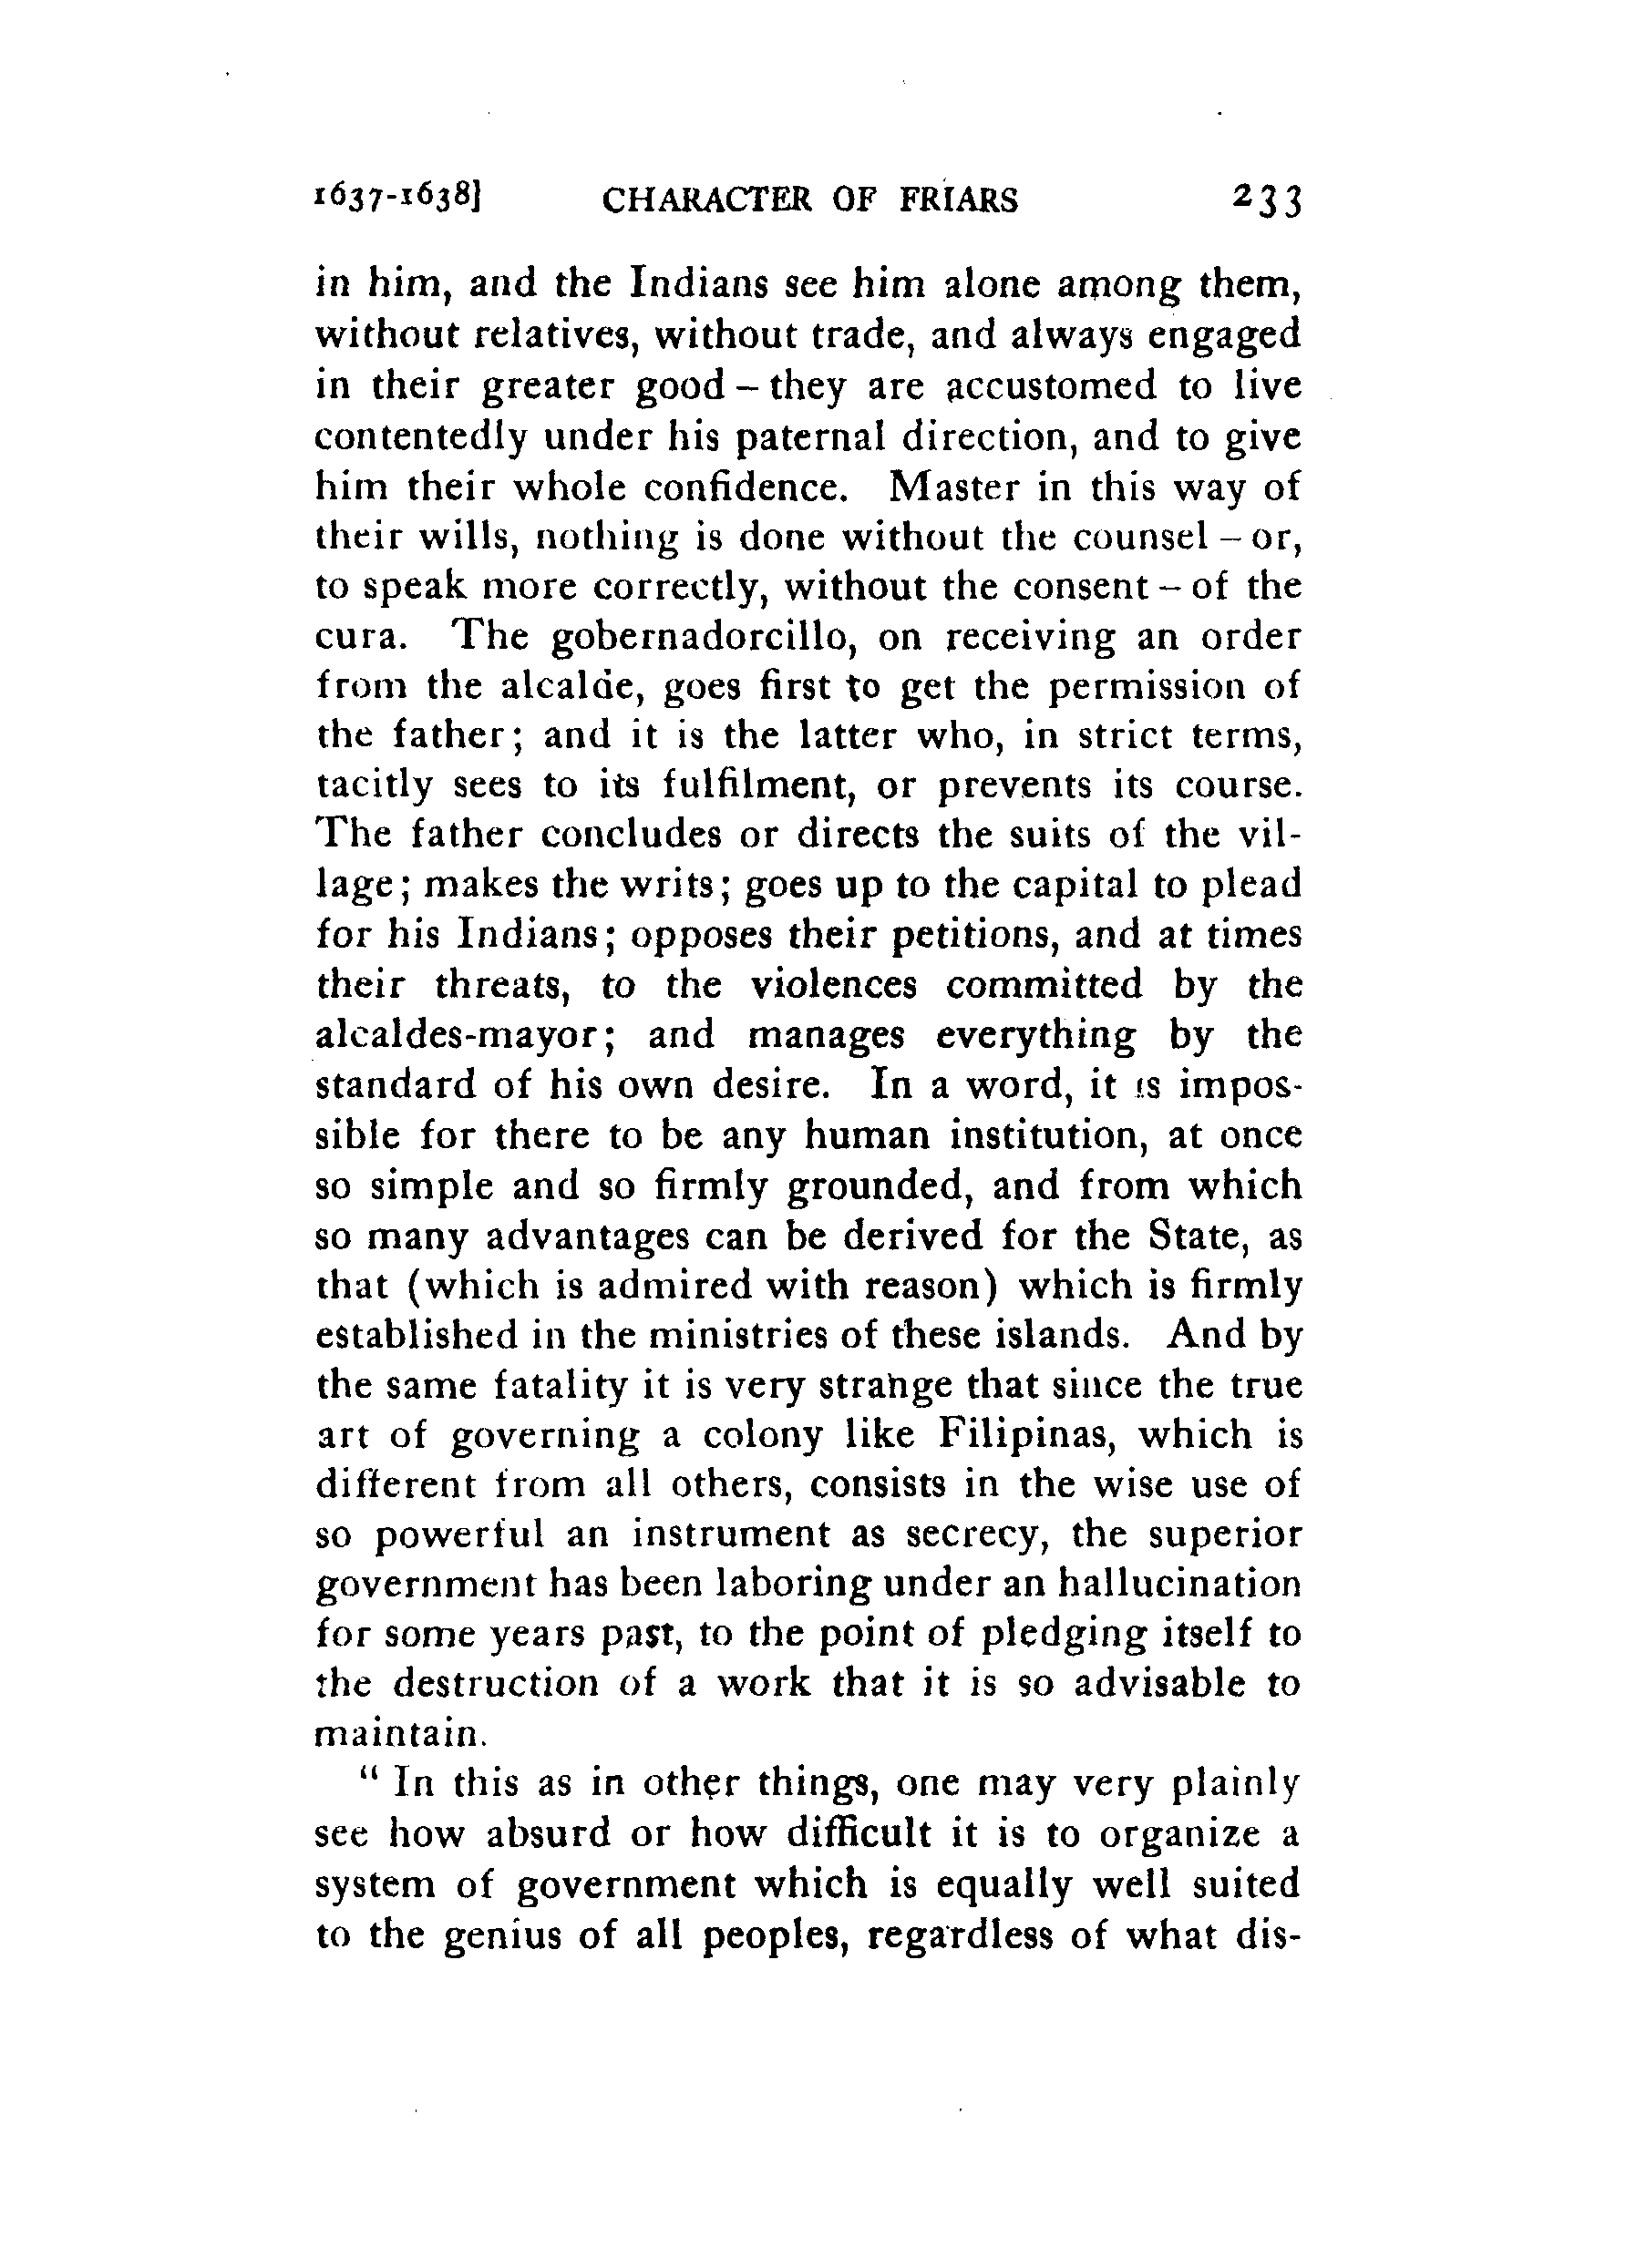 1637-1638] CHARACTER OF FRIARS 233
in him, and the Indians see him alone among them,
without relatives, without trade, and always engaged
in their greater good – they are accustomed to live
contentedly under his paternal direction, and to give
him their whole confidence. Master in this way of
their wills, nothing is done without the counsel – or,
to speak more correctly, without the consent – of the
cura. The gobernadorcillo, on receiving an order
from the alcalde, goes first to get the permission of
the father; and it is the latter who, in strict terms,
tacitly sees to its fulfilment, or prevents its course.
The father concludes or directs the suits of the vil-
lage; makes the writs; goes up to the capital to plead
for his Indians; opposes their petitions, and at times
their threats, to the violences committed by the
alcaldes-mayor; and manages everything by the
standard of his own desire. In a word, it is impos-
sible for there to be any human institution, at once
so simple and so firmly grounded, and from which
so many advantages can be derived for the State, as
that (which is admired with reason) which is firmly
established in the ministries of these islands. And by
the same fatality it is very strange that since the true
art of governing a colony like Filipinas, which is
different from all others, consists in the wise use of
so powerful an instrument as secrecy, the superior
government has been laboring under an hallucination
for some years past, to the point of pledging itself to
the destruction of a work that it is so advisable to
maintain.
" In this as in other things, one may very plainly
see how absurd or how difficult it is to organize a
system of government which is equally well suited
to the genius of all peoples, regardless of what dis-